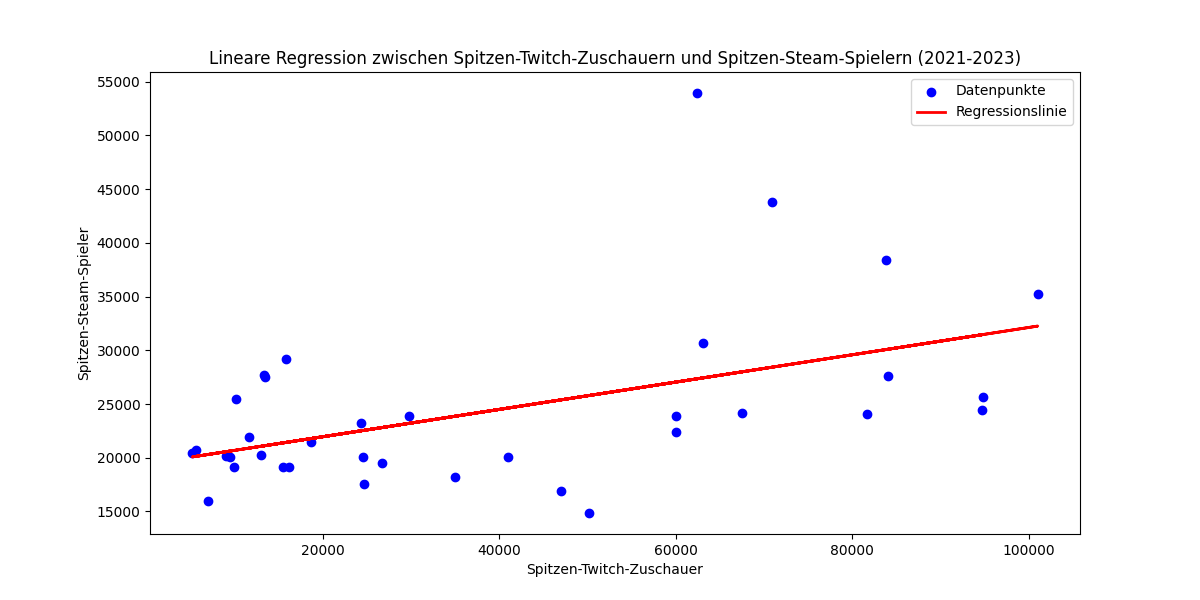 Lineare Regression zwischen Spitzen-Twitch-Zuschauern und Spitzen-Steam-Spielern (2021-2023)
Datenpunkte
Regressionslinie
Spitzen-Steam-Spieler
55000
50000
45000
40000
35000
30000
25000
20000
15000
20000
40000
60000
80000
100000
Spitzen-Twitch-Zuschauer